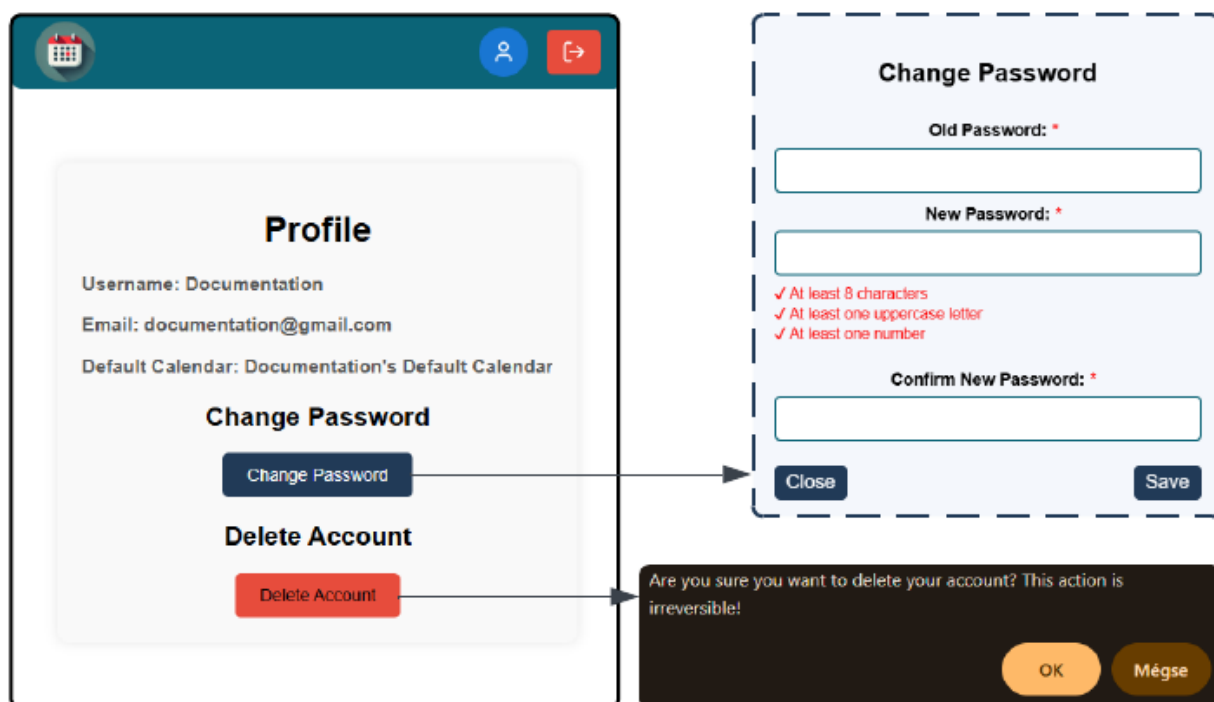 Profile
Username: Documentation
Email: documentation@gmail.com
Default Calendar: Documentation's Default Calendar
Change Password
Change Password
Delete Account
Delete Account
Change Password
Old Password: *
New Password: *
✓ At least 8 characters
✓ At least one uppercase letter
✓ At least one number
Confirm New Password: *
Close
Save
Are you sure you want to delete your account? This action is
irreversible!
OK
Mégse